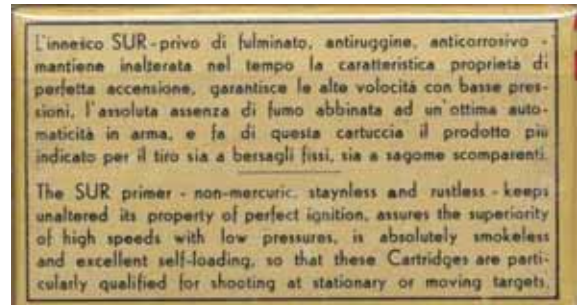 L'innesco SUR - privo di fulminato, antiruggine, anticorrosivo -
mantiene inalterata nel tempo la caratteristica proprietà di
perfetta accensione, garantisce le alte velocità con basse pres-
sioni, l'assoluta assenza di fumo abbinata ad un'ottima auto-
maticità in arma, e fa di questa cartuccia il prodotto più
indicato per il tiro sia a bersagli fissi, sia a sagome scomparenti.
The SUR primer - non-mercuric, staynless and rustless - keeps
unaltered its property of perfect ignition, assures the superiority
of high speeds with low pressures, is absolutely smokeless
and excellent self-loading, so that these Cartridges are parti-
cularly qualified for shooting at stationary or moving targets.